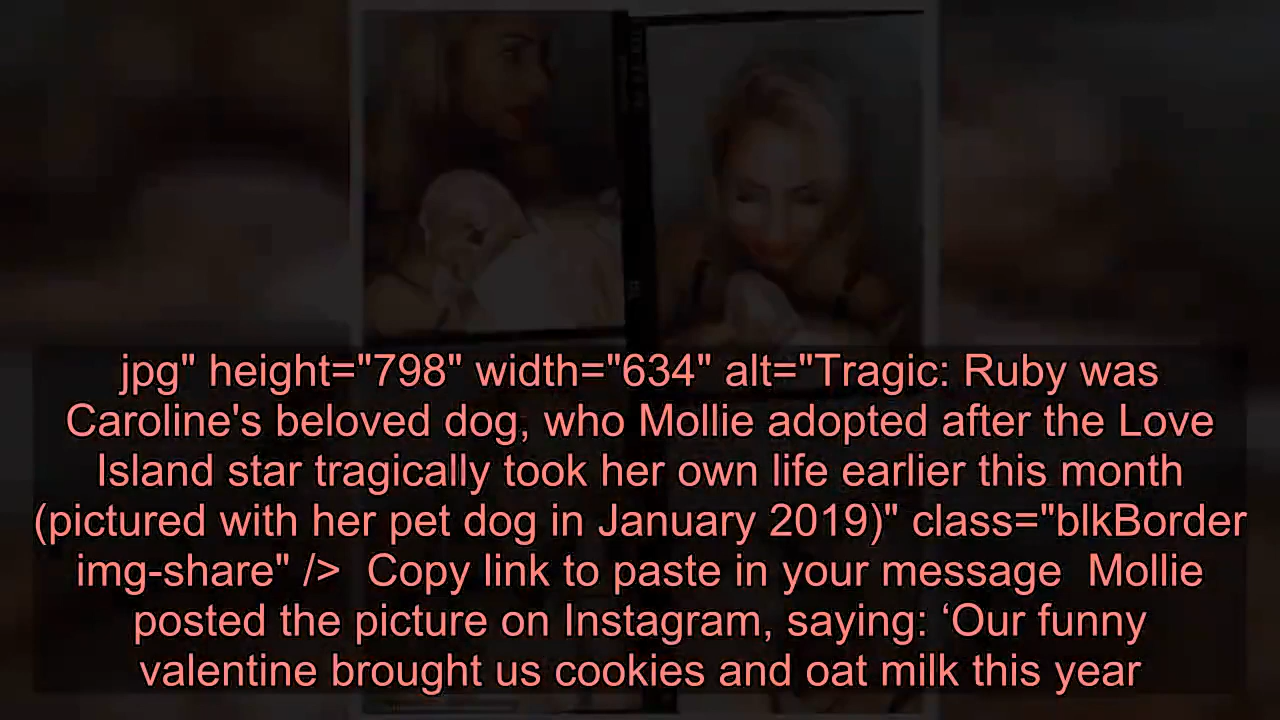 jpg" height="798" width="634" alt="Tragic: Ruby was
Caroline's beloved dog, who Mollie adopted after the Love
Island star tragically took her own life earlier this month
(pictured with her pet dog in January 2019)" class="blkBorder
img-share" />  Copy link to paste in your message  Mollie
posted the picture on Instagram, saying: ‘Our funny
valentine brought us cookies and oat milk this year